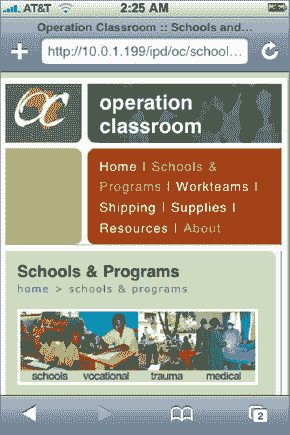 AT&T 2:25 AM
Operation Classroom :: Schools and...
http://10.0.1.199/ipd/oc/school...
OC operation
classroom
Home | Schools &
Programs | Workteams |
Shipping | Supplies |
Resources | About
Schools & Programs
home > schools & programs
schools vocational trauma medical
2